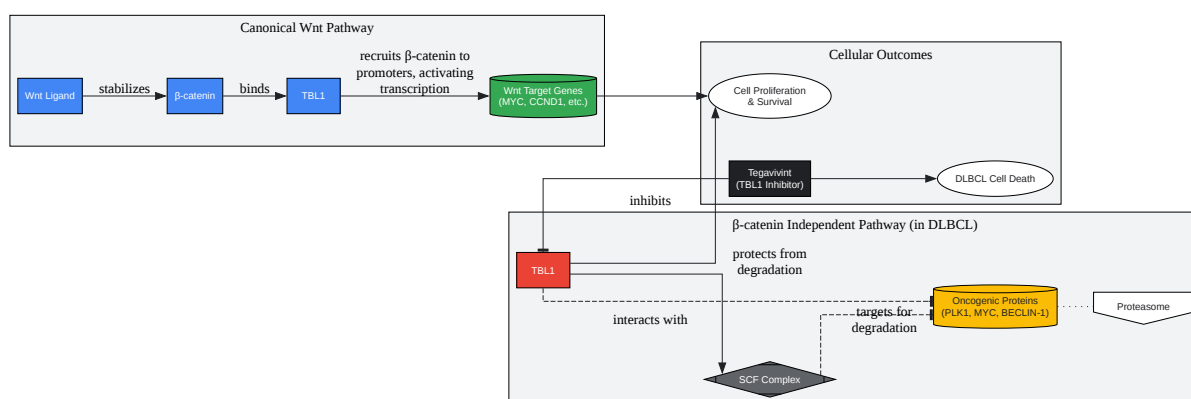 Canonical Wnt Pathway
Wnt Ligand
stabilizes
β-catenin
binds
TBL1
recruits β-catenin to
promoters, activating
transcription
Wnt Target Genes
(MYC, CCND1, etc.)
Cellular Outcomes
Cell Proliferation
& Survival
Tegavivint
(TBL1 Inhibitor)
DLBCL Cell Death
inhibits
β-catenin Independent Pathway (in DLBCL)
TBL1
protects from
degradation
interacts with
targets for
degradation
Oncogenic Proteins
(PLK1, MYC, BECLIN-1)
Proteasome
SCF Complex